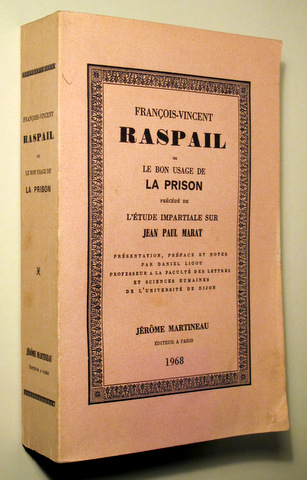 FRANÇOIS-VINCENT
RASPAIL
ou
LE BON USAGE DE
LA PRISON
PRÉCÉDÉ DE
L'ÉTUDE IMPARTIALE SUR
JEAN PAUL MARAT
PRÉSENTATION, PRÉFACE ET NOTES
PAR DANIEL LIGOU
PROFESSEUR A LA FACULTÉ DES LETTRES
ET SCIENCES HUMAINES
DE L'UNIVERSITÉ DE DIJON
JÉRÔME MARTINEAU
ÉDITEUR A PARIS
1968
FRANÇOIS-VINCENT
RASPAIL
ou
LE BON USAGE DE
LA PRISON
X
JÉRÔME MARTINEAU
ÉDITEUR A PARIS